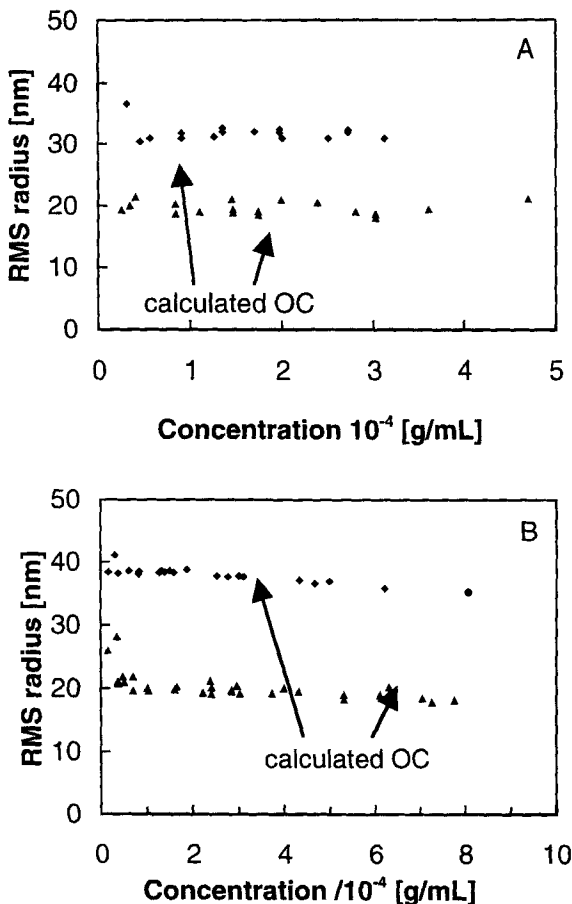 50
A
40
30
20
10
0
RMS radius [nm]
calculated OC
0 1 2 3 4 5
Concentration 10⁻⁴ [g/mL]
50
B
40
30
20
10
0
RMS radius [nm]
calculated OC
0 2 4 6 8 10
Concentration /10⁻⁴ [g/mL]